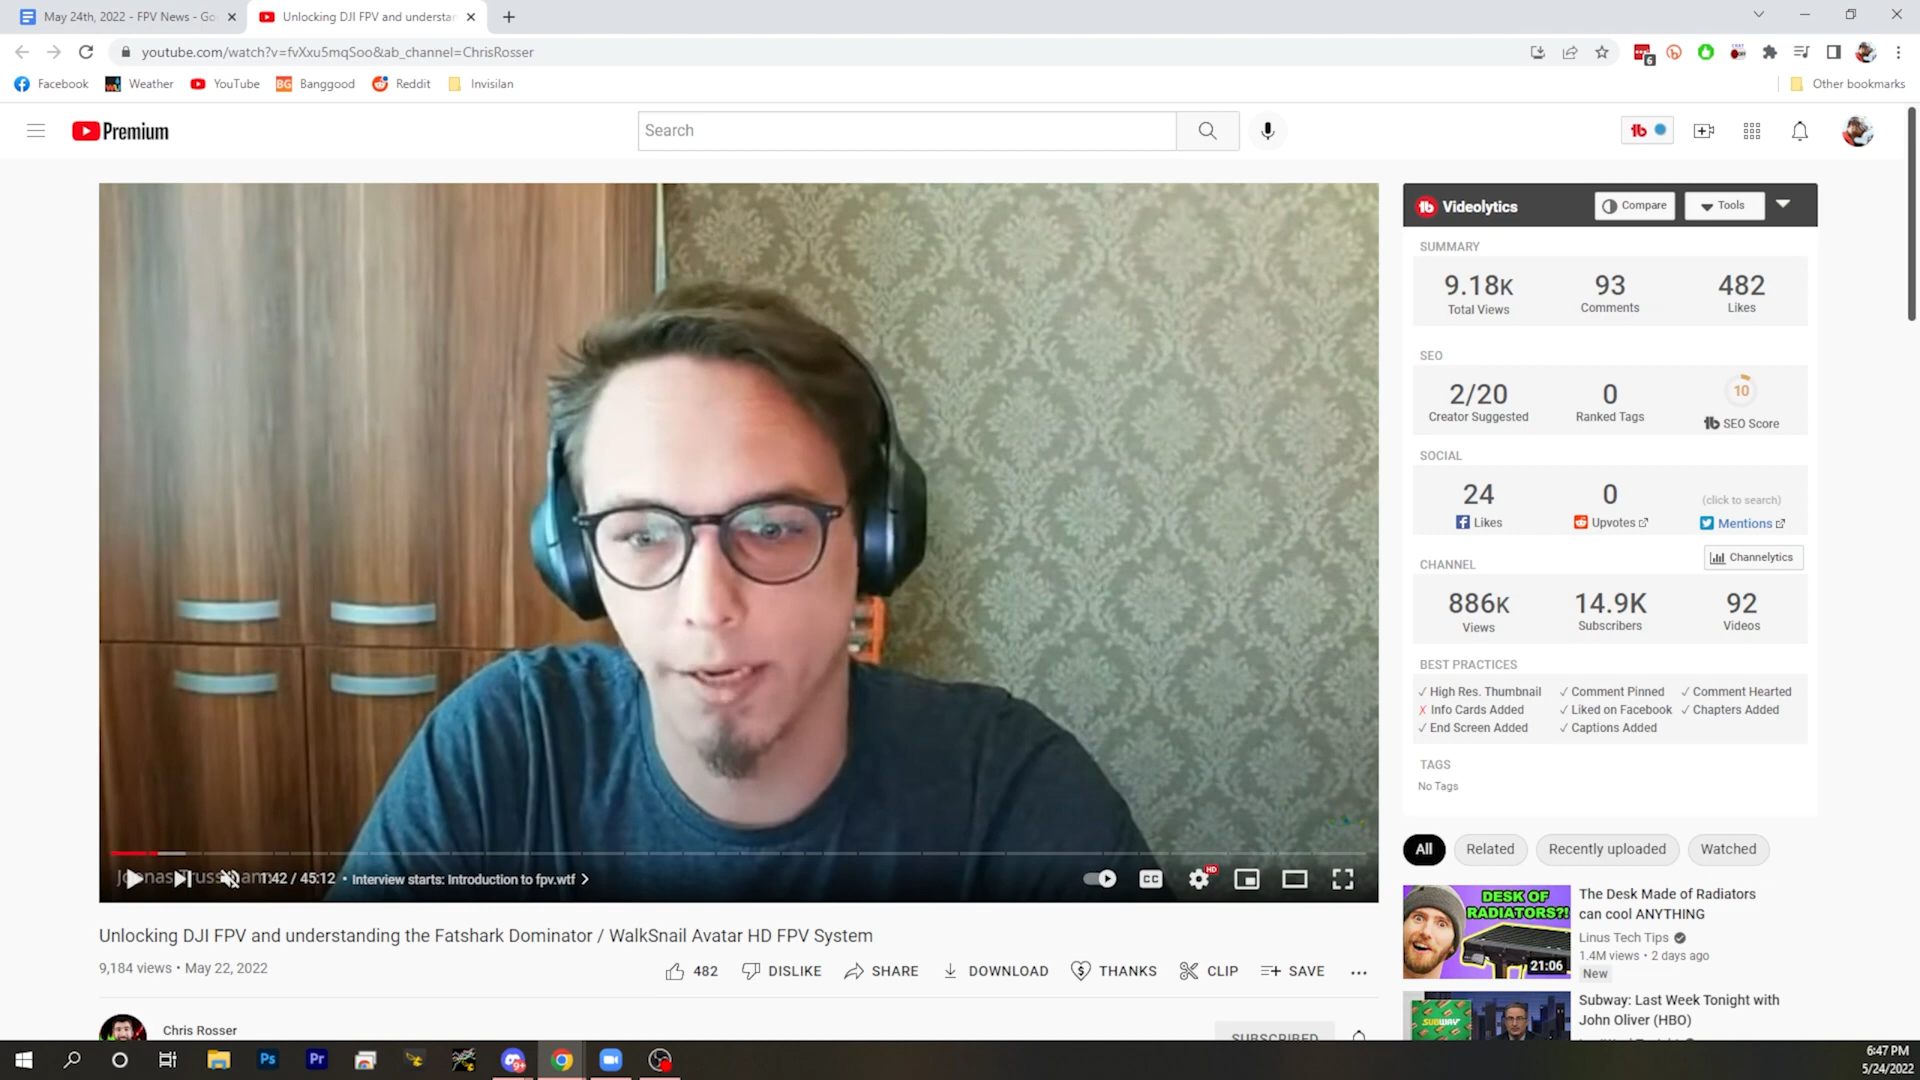 May 24th, 2022 - FPV News - Go
Unlocking DJI FPV and understan
youtube.com/watch?v=fvXxu5mqSoo&ab_channel=ChrisRosser
6
Facebook
Weather
YouTube
BG Banggood
Reddit
Invisilan
Other bookmarks
Premium
Search
Videolytics
Compare
Tools
SUMMARY
9.18K 93 482
Total Views Comments Likes
SEO
2/20 0 10
Creator Suggested Ranked Tags SEO Score
SOCIAL
24 0 (click to search)
Likes Upvotes Mentions
CHANNEL Channelytics
886K 14.9K 92
Views Subscribers Videos
BEST PRACTICES
✓ High Res. Thumbnail ✓ Comment Pinned ✓ Comment Hearted
✗ Info Cards Added ✓ Liked on Facebook ✓ Chapters Added
✓ End Screen Added ✓ Captions Added
TAGS
No Tags
1:42 / 45:12 • Interview starts: Introduction to fpv.wtf
CC
HD
Unlocking DJI FPV and understanding the Fatshark Dominator / WalkSnail Avatar HD FPV System
9,184 views • May 22, 2022
482 DISLIKE SHARE DOWNLOAD THANKS CLIP SAVE ...
Chris Rosser
SUBSCRIBED
All Related Recently uploaded Watched
DESK OF
RADIATORS?!
21:06
The Desk Made of Radiators
can cool ANYTHING
Linus Tech Tips
1.4M views • 2 days ago
New
SUBWAY
Subway: Last Week Tonight with
John Oliver (HBO)
Ps
Pr
9+
6:47 PM
5/24/2022